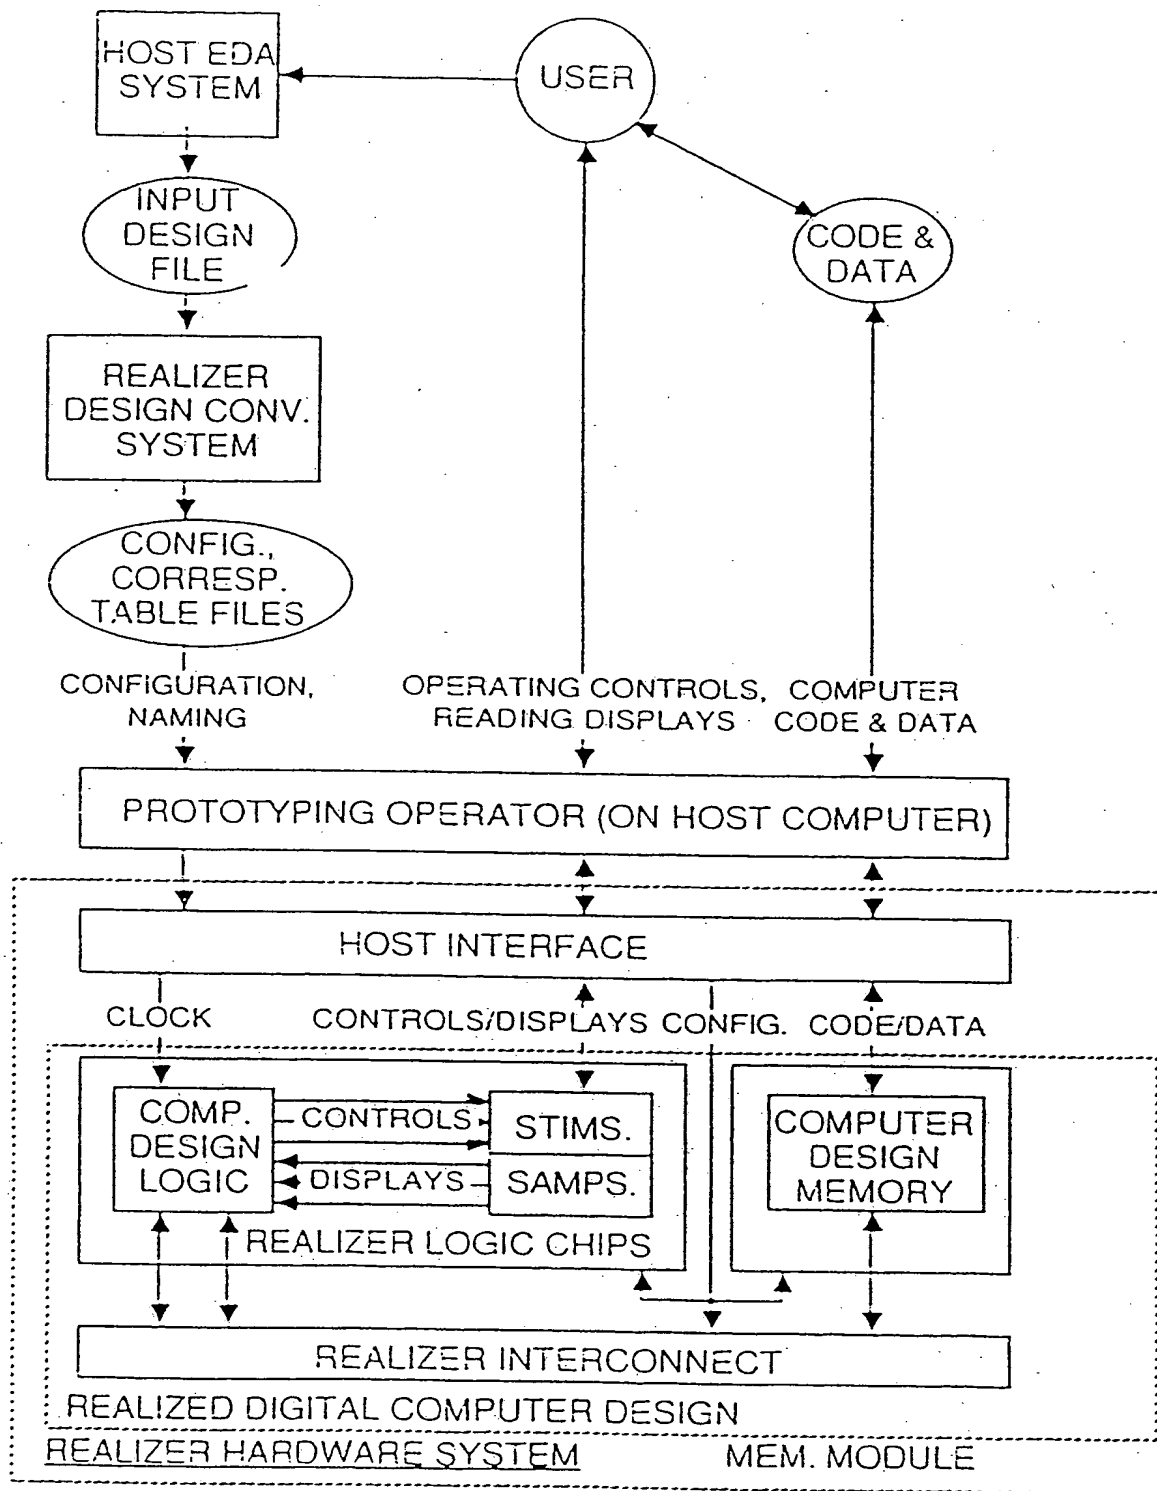 HOST EDA
SYSTEM
USER
INPUT
DESIGN
FILE
CODE &
DATA
REALIZER
DESIGN CONV.
SYSTEM
CONFIG.,
CORRESP.
TABLE FILES
CONFIGURATION,
NAMING
OPERATING CONTROLS,
READING DISPLAYS
COMPUTER
CODE & DATA
PROTOTYPING OPERATOR (ON HOST COMPUTER)
HOST INTERFACE
CLOCK
CONTROLS/DISPLAYS
CONFIG.
CODE/DATA
COMP.
DESIGN
LOGIC
CONTROLS
DISPLAYS
STIMS.
SAMPS.
COMPUTER
DESIGN
MEMORY
REALIZER LOGIC CHIPS
REALIZER INTERCONNECT
REALIZED DIGITAL COMPUTER DESIGN
REALIZER HARDWARE SYSTEM
MEM. MODULE